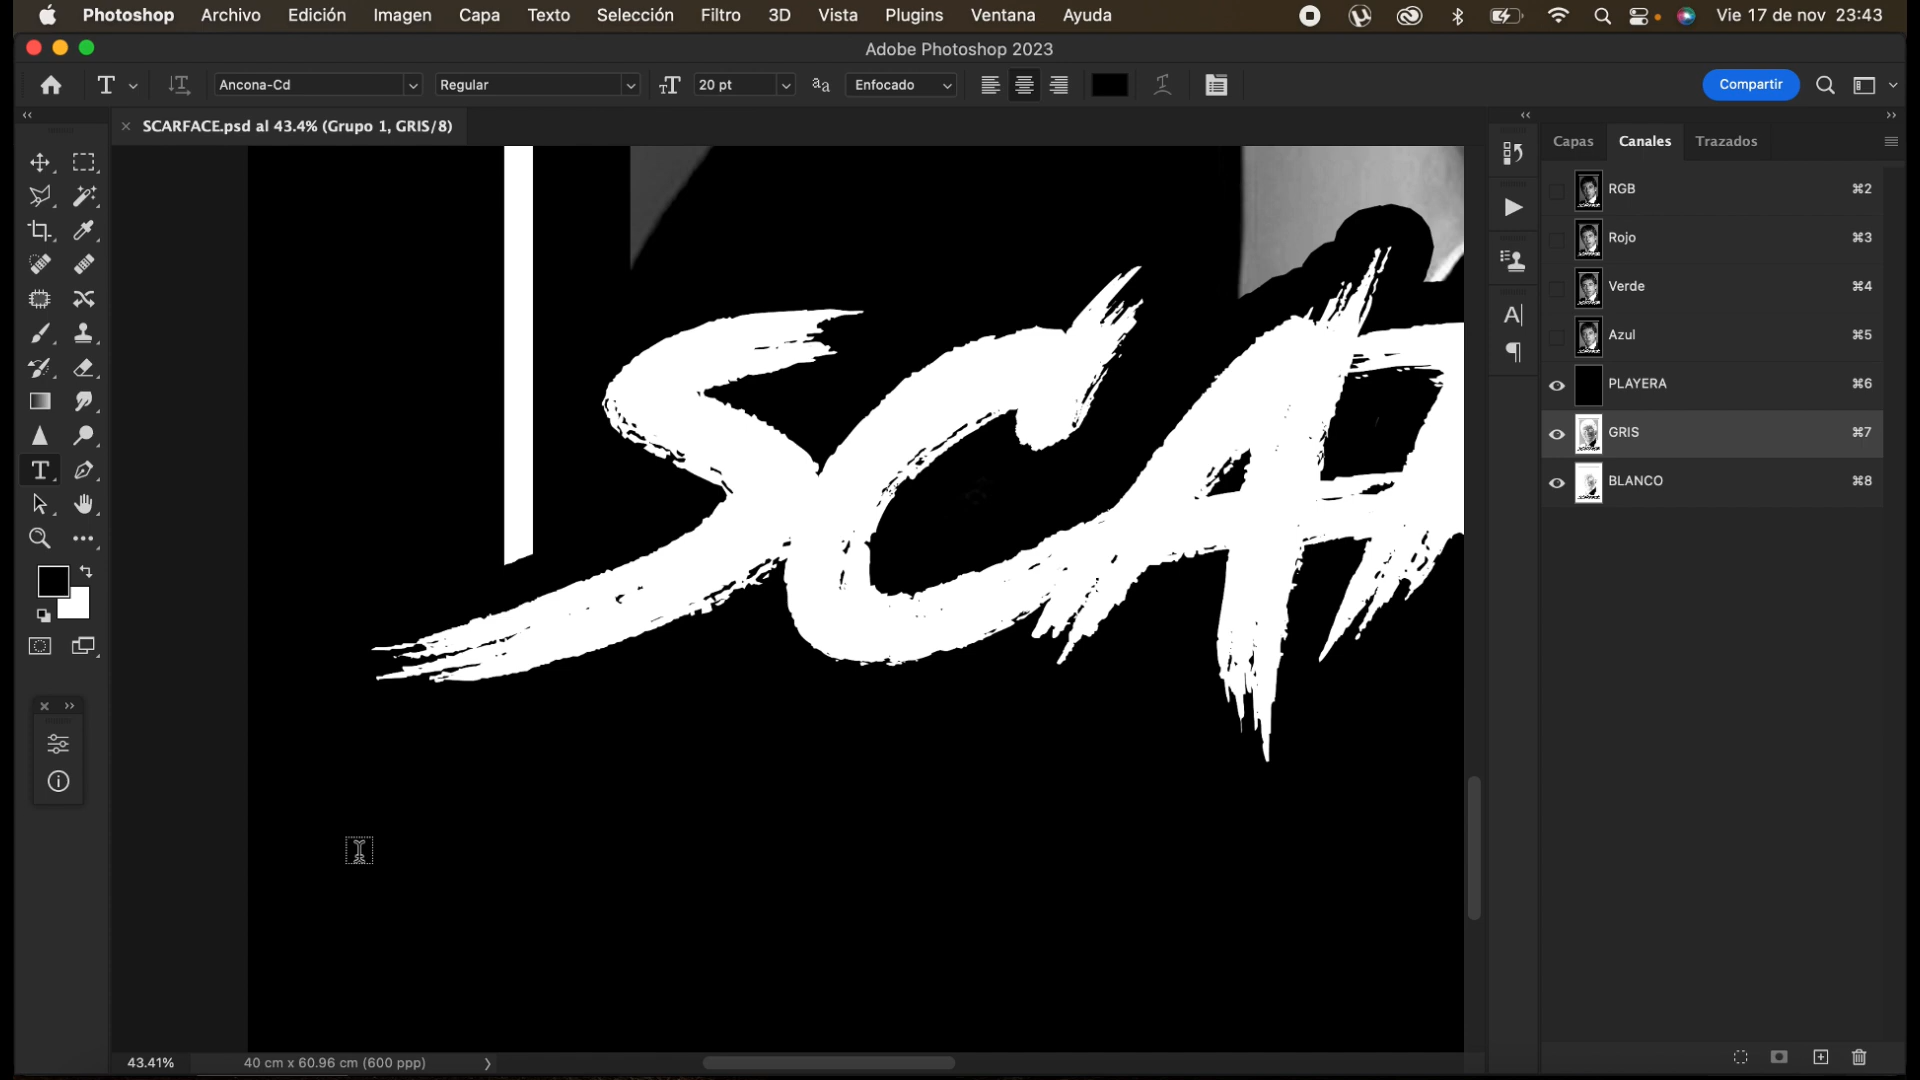 Photoshop Archivo Edición Imagen Capa Texto Selección Filtro 3D Vista Plugins Ventana Ayuda Vie 17 de nov 23:43
Adobe Photoshop 2023
Ancona-Cd Regular 20 pt aa Enfocado Compartir
SCARFACE.psd al 43.4% (Grupo 1, GRIS/8)
Capas Canales Trazados
RGB ⌘2
Rojo ⌘3
Verde ⌘4
Azul ⌘5
PLAYERA ⌘6
GRIS ⌘7
BLANCO ⌘8
SCA
43.41% 40 cm x 60.96 cm (600 ppp)